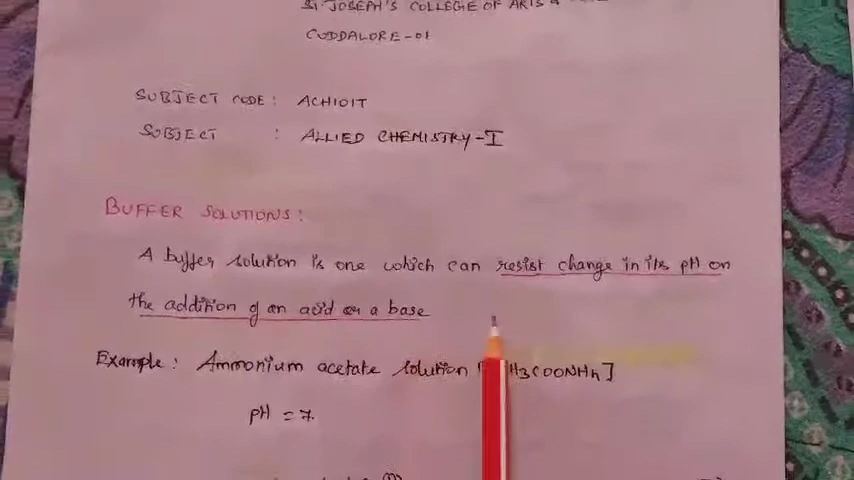 ST JOSEPH'S COLLEGE OF ARTS &
CUDDALORE-01
SUBJECT CODE : ACH101T
SUBJECT : ALLIED CHEMISTRY-I
BUFFER SOLUTIONS :
A buffer solution is one which can resist change in its pH on
the addition of an acid or a base
Example : Ammonium acetate solution H3COONH4]
pH = 7